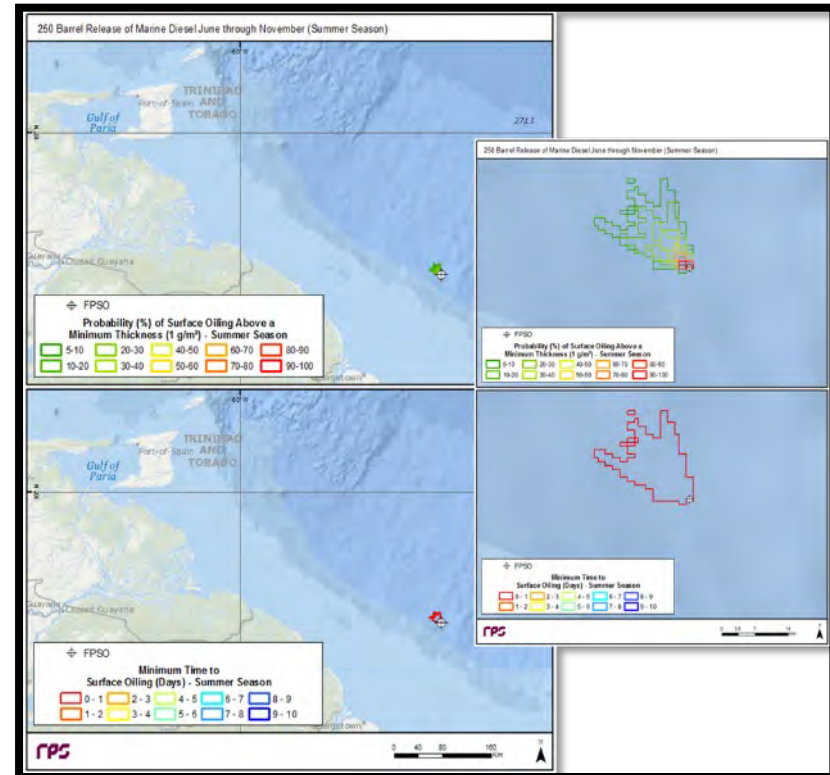 250 Barrel Release of Marine Diesel June through November (Summer Season)
60°W
TRINIDAD
AND
TOBAGO
Port-of-Spain
Gulf of
Paria
2713
Ciudad Guayana
FPSO
Probability (%) of Surface Oiling Above a
Minimum Thickness (1 g/m²) - Summer Season
5-10 20-30 40-50 60-70 80-90
10-20 30-40 50-60 70-80 90-100
250 Barrel Release of Marine Diesel June through November (Summer Season)
FPSO
Probability (%) of Surface Oiling Above a
Minimum Thickness (1 g/m²) - Summer Season
5-10 20-30 40-50 60-70 80-90
10-20 30-40 50-60 70-80 90-100
60°W
TRINIDAD
AND
TOBAGO
Port-of-Spain
Gulf of
Paria
Ciudad Guayana
FPSO
Minimum Time to
Surface Oiling (Days) - Summer Season
0 - 1 2 - 3 4 - 5 6 - 7 8 - 9
1 - 2 3 - 4 5 - 6 7 - 8 9 - 10
rps
0 40 80 160
Km
N
FPSO
Minimum Time to
Surface Oiling (Days) - Summer Season
0 - 1 2 - 3 4 - 5 6 - 7 8 - 9
1 - 2 3 - 4 5 - 6 7 - 8 9 - 10
rps